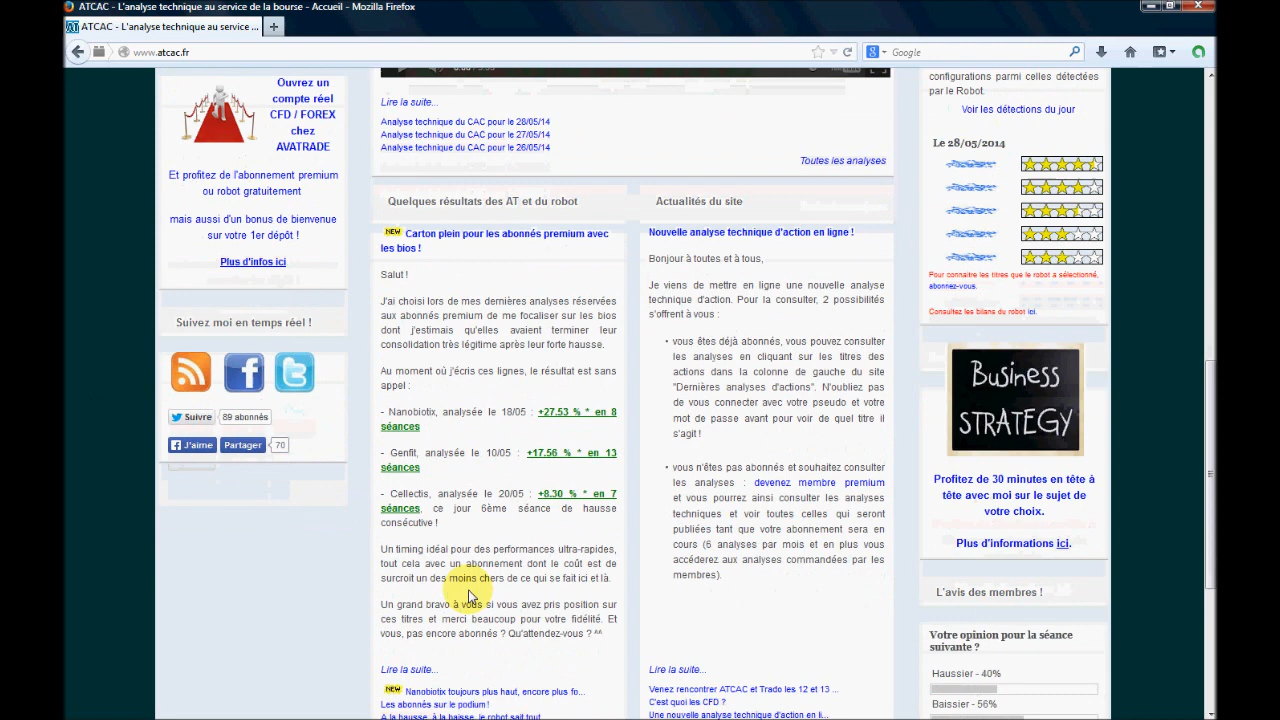 ATCAC - L'analyse technique au service de la bourse - Accueil - Mozilla Firefox
ATCAC - L'analyse technique au service ...
www.atcac.fr
Google
Ouvrez un
compte réel
CFD / FOREX
chez
AVATRADE
Et profitez de l'abonnement premium
ou robot gratuitement
mais aussi d'un bonus de bienvenue
sur votre 1er dépôt !
Plus d'infos ici
Suivez moi en temps réel !
Suivre
89 abonnés
J'aime
Partager
70
Lire la suite...
Analyse technique du CAC pour le 28/05/14
Analyse technique du CAC pour le 27/05/14
Analyse technique du CAC pour le 26/05/14
Toutes les analyses
Quelques résultats des AT et du robot
NEW Carton plein pour les abonnés premium avec
les bios !
Salut !
J'ai choisi lors de mes dernières analyses réservées
aux abonnés premium de me focaliser sur les bios
dont j'estimais qu'elles avaient terminer leur
consolidation très légitime après leur forte hausse.
Au moment où j'écris ces lignes, le résultat est sans
appel :
- Nanobiotix, analysée le 18/05 : +27.53 % * en 8
séances
- Genfit, analysée le 10/05 : +17.56 % * en 13
séances
- Cellectis, analysée le 20/05 : +8.30 % * en 7
séances, ce jour 6ème séance de hausse
consécutive !
Un timing idéal pour des performances ultra-rapides,
tout cela avec un abonnement dont le coût est de
surcroit un des moins chers de ce qui se fait ici et là.
Un grand bravo à vous si vous avez pris position sur
ces titres et merci beaucoup pour votre fidélité. Et
vous, pas encore abonnés ? Qu'attendez-vous ? ^^
Lire la suite...
NEW Nanobiotix toujours plus haut, encore plus fo...
Les abonnés sur le podium !
A la hausse, à la baisse, le robot sait tout
Actualités du site
Nouvelle analyse technique d'action en ligne !
Bonjour à toutes et à tous,
Je viens de mettre en ligne une nouvelle analyse
technique d'action. Pour la consulter, 2 possibilités
s'offrent à vous :
• vous êtes déjà abonnés, vous pouvez consulter
les analyses en cliquant sur les titres des
actions dans la colonne de gauche du site
"Dernières analyses d'actions". N'oubliez pas
de vous connecter avec votre pseudo et votre
mot de passe avant pour voir de quel titre il
s'agit !
• vous n'êtes pas abonnés et souhaitez consulter
les analyses : devenez membre premium
et vous pourrez ainsi consulter les analyses
techniques et voir toutes celles qui seront
publiées tant que votre abonnement sera en
cours (6 analyses par mois et en plus vous
accéderez aux analyses commandées par les
membres).
Lire la suite...
Venez rencontrer ATCAC et Trado les 12 et 13 ...
C'est quoi les CFD ?
Une nouvelle analyse technique d'action en li...
configurations parmi celles détectées
par le Robot.
Voir les détections du jour
Le 28/05/2014
Pour connaitre les titres que le robot a sélectionné,
abonnez-vous.
Consultez les bilans du robot ici.
Business
STRATEGY
Profitez de 30 minutes en tête à
tête avec moi sur le sujet de
votre choix.
Plus d'informations ici.
L'avis des membres !
Votre opinion pour la séance
suivante ?
Haussier - 40%
Baissier - 56%